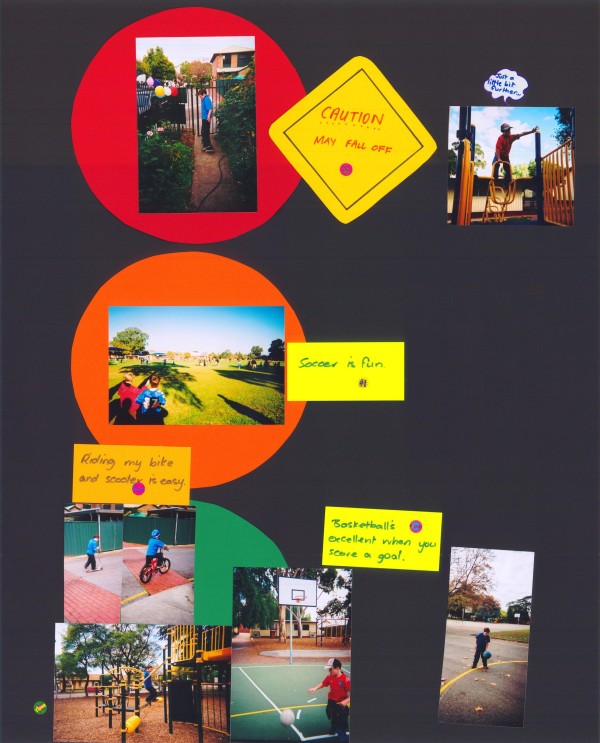 CAUTION
MAY FALL OFF
Just a
little bit
further...
Soccer is fun.
Riding my bike
and scooter is easy.
Basketball's
excellent when you
score a goal.